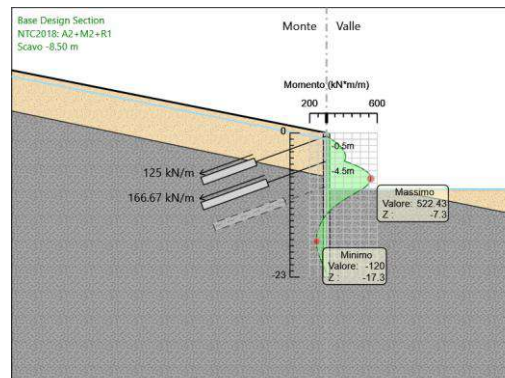 Base Design Section
NTC2018: A2+M2+R1
Scavo -8.50 m
Monte
Valle
Momento (kN*m/m)
200
600
0
-0.5m
-4.5m
125 kN/m
166.67 kN/m
Massimo
Valore: 522.43
Z : -7.3
Minimo
Valore: -120
Z : -17.3
-23